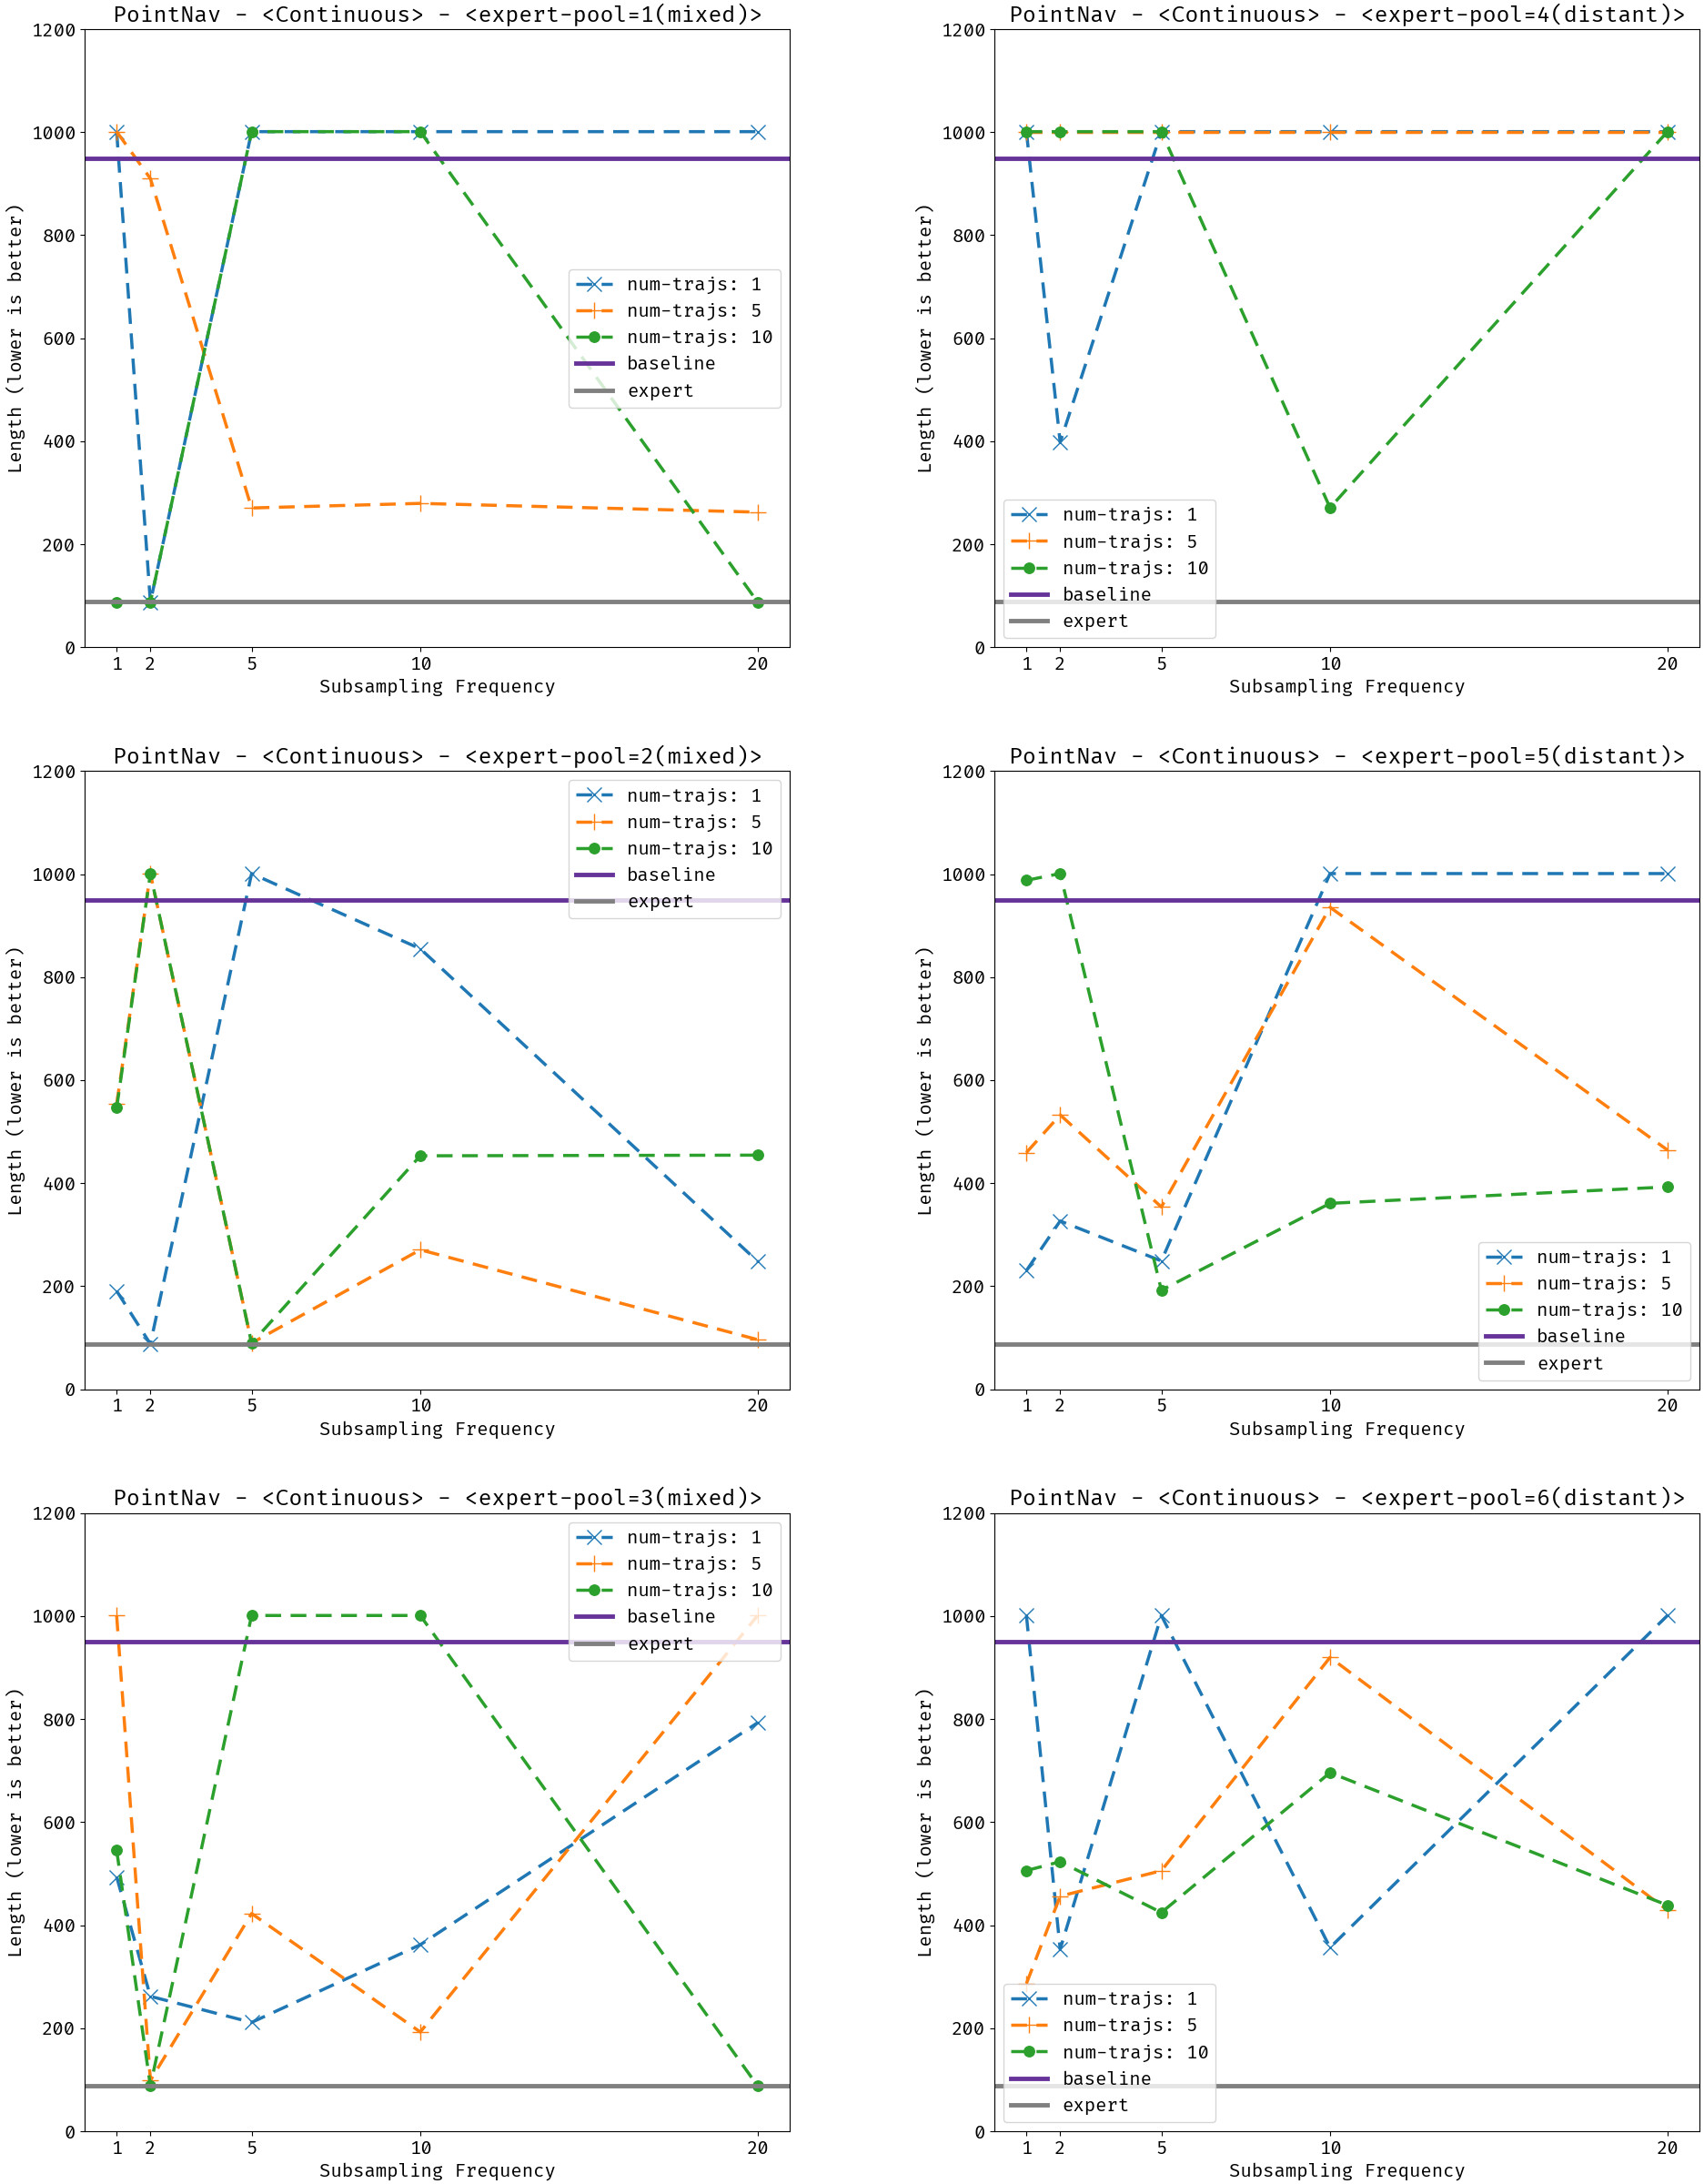 PointNav - <Continuous> - <expert-pool=1(mixed)>
Length (lower is better)
1200
1000
800
600
400
200
0
num-trajs: 1
num-trajs: 5
num-trajs: 10
baseline
expert
1 2 5 10 20
Subsampling Frequency
PointNav - <Continuous> - <expert-pool=4(distant)>
Length (lower is better)
1200
1000
800
600
400
200
0
num-trajs: 1
num-trajs: 5
num-trajs: 10
baseline
expert
1 2 5 10 20
Subsampling Frequency
PointNav - <Continuous> - <expert-pool=2(mixed)>
Length (lower is better)
1200
1000
800
600
400
200
0
num-trajs: 1
num-trajs: 5
num-trajs: 10
baseline
expert
1 2 5 10 20
Subsampling Frequency
PointNav - <Continuous> - <expert-pool=5(distant)>
Length (lower is better)
1200
1000
800
600
400
200
0
num-trajs: 1
num-trajs: 5
num-trajs: 10
baseline
expert
1 2 5 10 20
Subsampling Frequency
PointNav - <Continuous> - <expert-pool=3(mixed)>
Length (lower is better)
1200
1000
800
600
400
200
0
num-trajs: 1
num-trajs: 5
num-trajs: 10
baseline
expert
1 2 5 10 20
Subsampling Frequency
PointNav - <Continuous> - <expert-pool=6(distant)>
Length (lower is better)
1200
1000
800
600
400
200
0
num-trajs: 1
num-trajs: 5
num-trajs: 10
baseline
expert
1 2 5 10 20
Subsampling Frequency